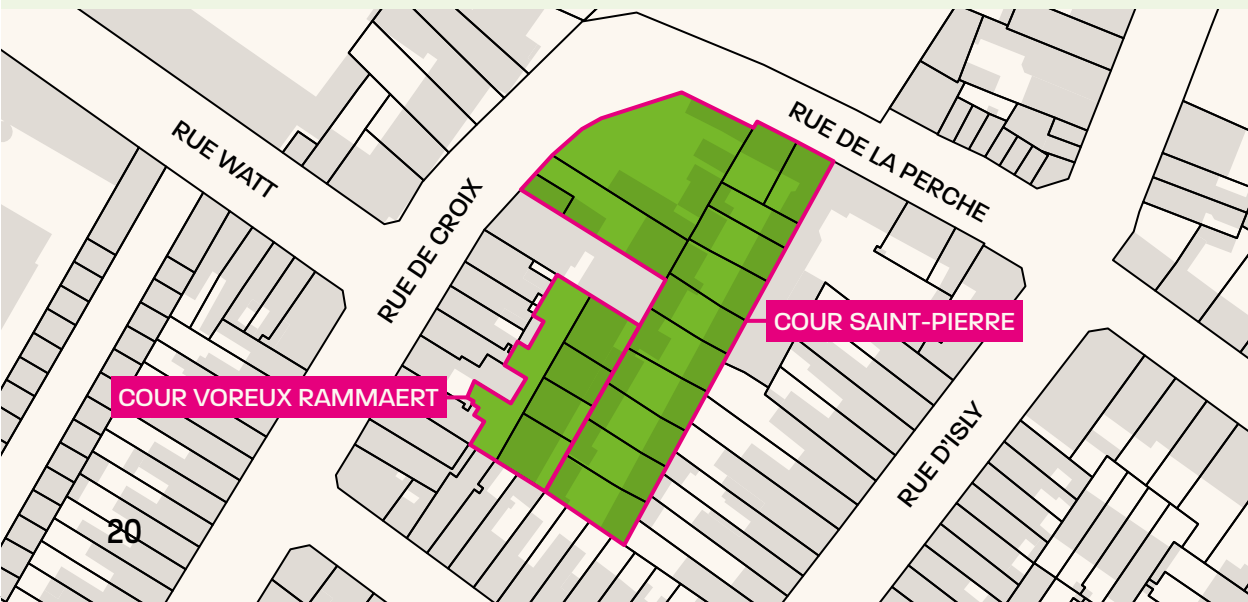 RUE DE LA PERCHE
RUE WATT
RUE DE CROIX
COUR SAINT-PIERRE
COUR VOREUX RAMMAERT
RUE D'ISLY
20